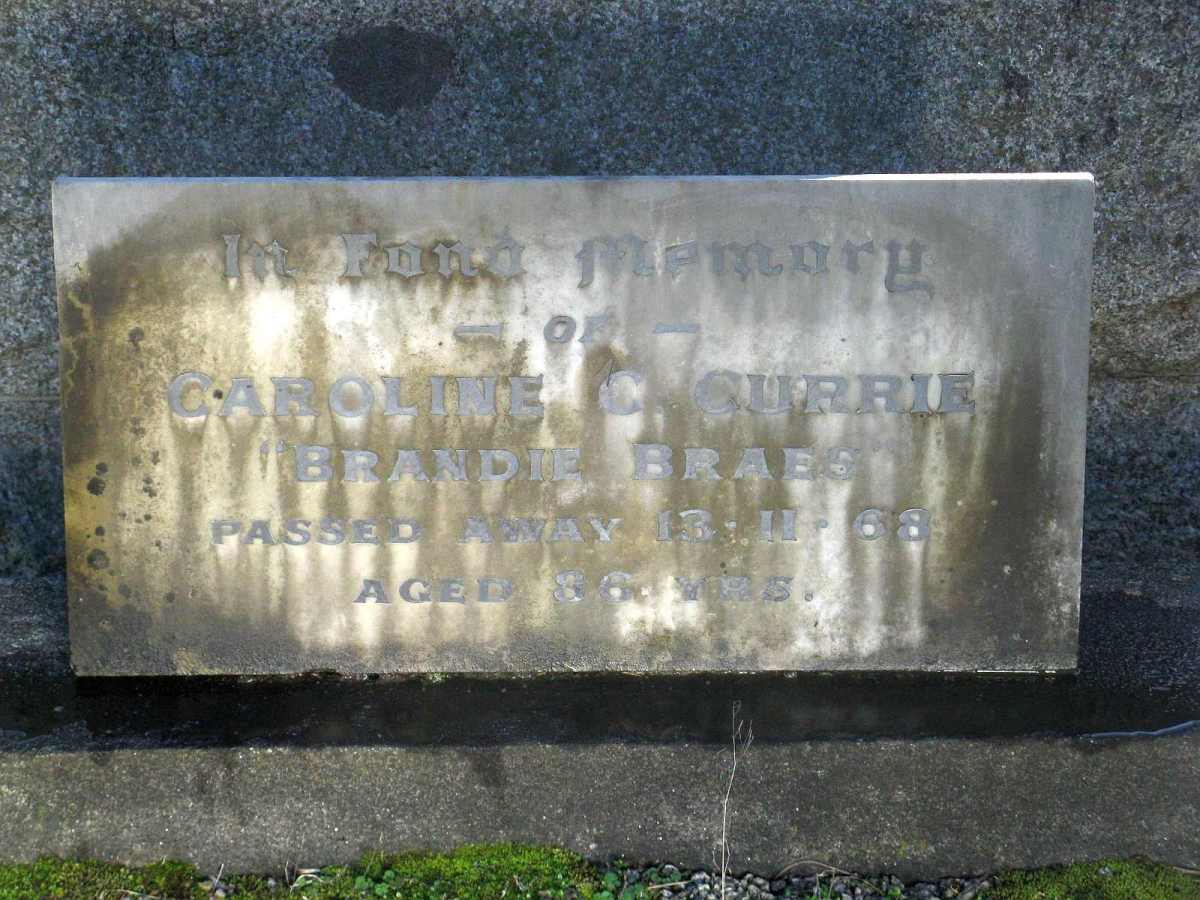 In Fond Memory
— OF —
CAROLINE C. CURRIE
"BRANDIE BRAES"
PASSED AWAY 13·11·68
AGED 86 YRS.